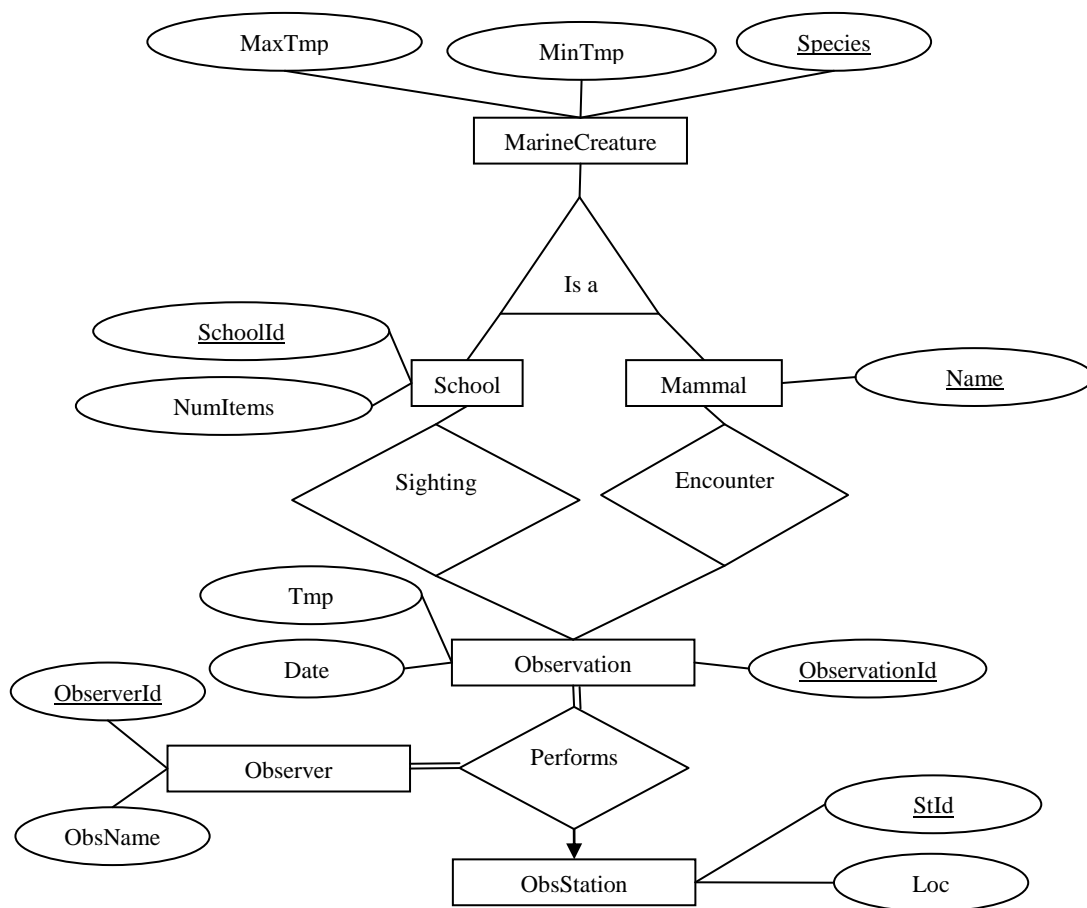 MaxTmp
MinTmp
Species
MarineCreature
Is a
SchoolId
School
Mammal
Name
NumItems
Sighting
Encounter
Tmp
Date
Observation
ObservationId
ObserverId
Observer
Performs
ObsName
StId
ObsStation
Loc